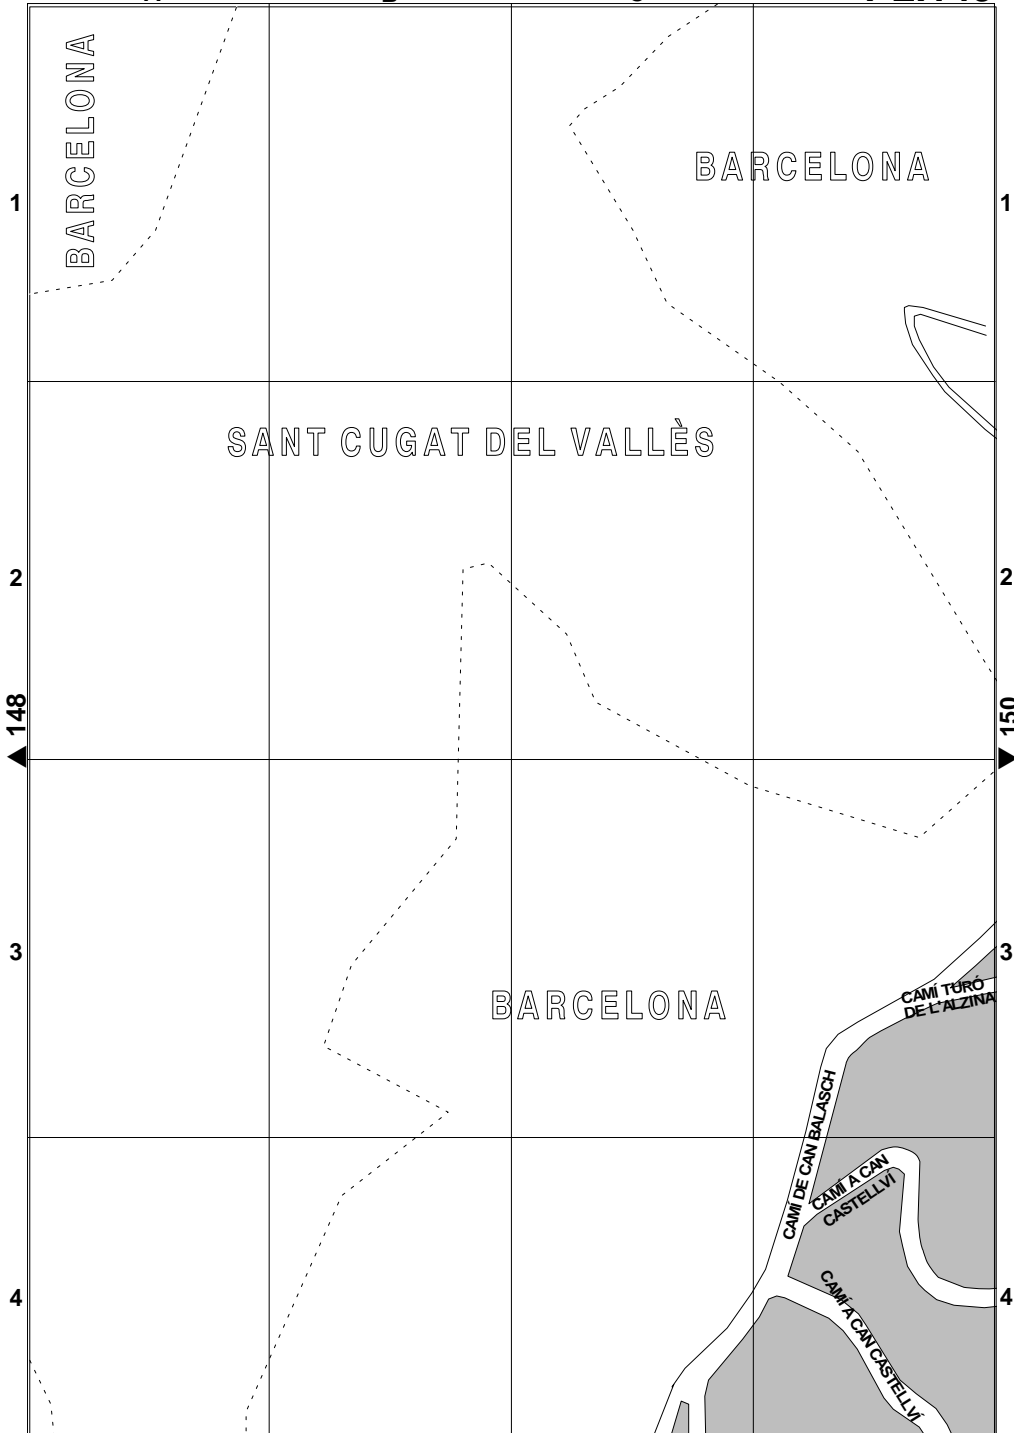 BARCELONA
BARCELONA
1
1
SANT CUGAT DEL VALLÈS
2
2
148
150
3
3
BARCELONA
CAMÍ TURÓ
DE L'ALZINA
CAMÍ DE CAN BALASCH
CAMÍ A CAN
CASTELLVÍ
4
4
CAMÍ A CAN CASTELLVÍ